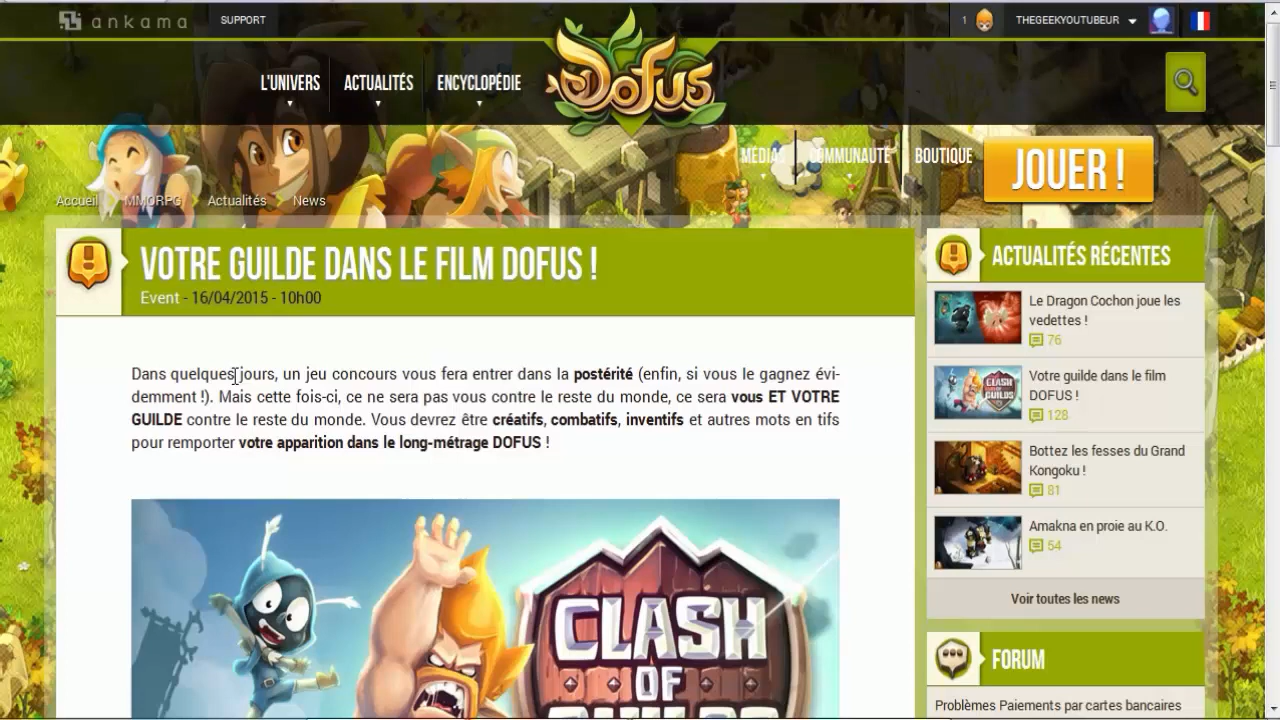 ankama
SUPPORT
1
THEGEEKYOUTUBEUR
L'UNIVERS
ACTUALITÉS
ENCYCLOPÉDIE
DOFUS
MÉDIAS
COMMUNAUTÉ
BOUTIQUE
JOUER !
Accueil
MMORPG
Actualités
News
VOTRE GUILDE DANS LE FILM DOFUS !
Event - 16/04/2015 - 10h00
Dans quelques jours, un jeu concours vous fera entrer dans la postérité (enfin, si vous le gagnez évi-
demment !). Mais cette fois-ci, ce ne sera pas vous contre le reste du monde, ce sera vous ET VOTRE
GUILDE contre le reste du monde. Vous devrez être créatifs, combatifs, inventifs et autres mots en tifs
pour remporter votre apparition dans le long-métrage DOFUS !
CLASH
OF
GUILDS
ACTUALITÉS RÉCENTES
Le Dragon Cochon joue les
vedettes !
76
Votre guilde dans le film
DOFUS !
128
Bottez les fesses du Grand
Kongoku !
81
Amakna en proie au K.O.
54
Voir toutes les news
FORUM
Problèmes Paiements par cartes bancaires